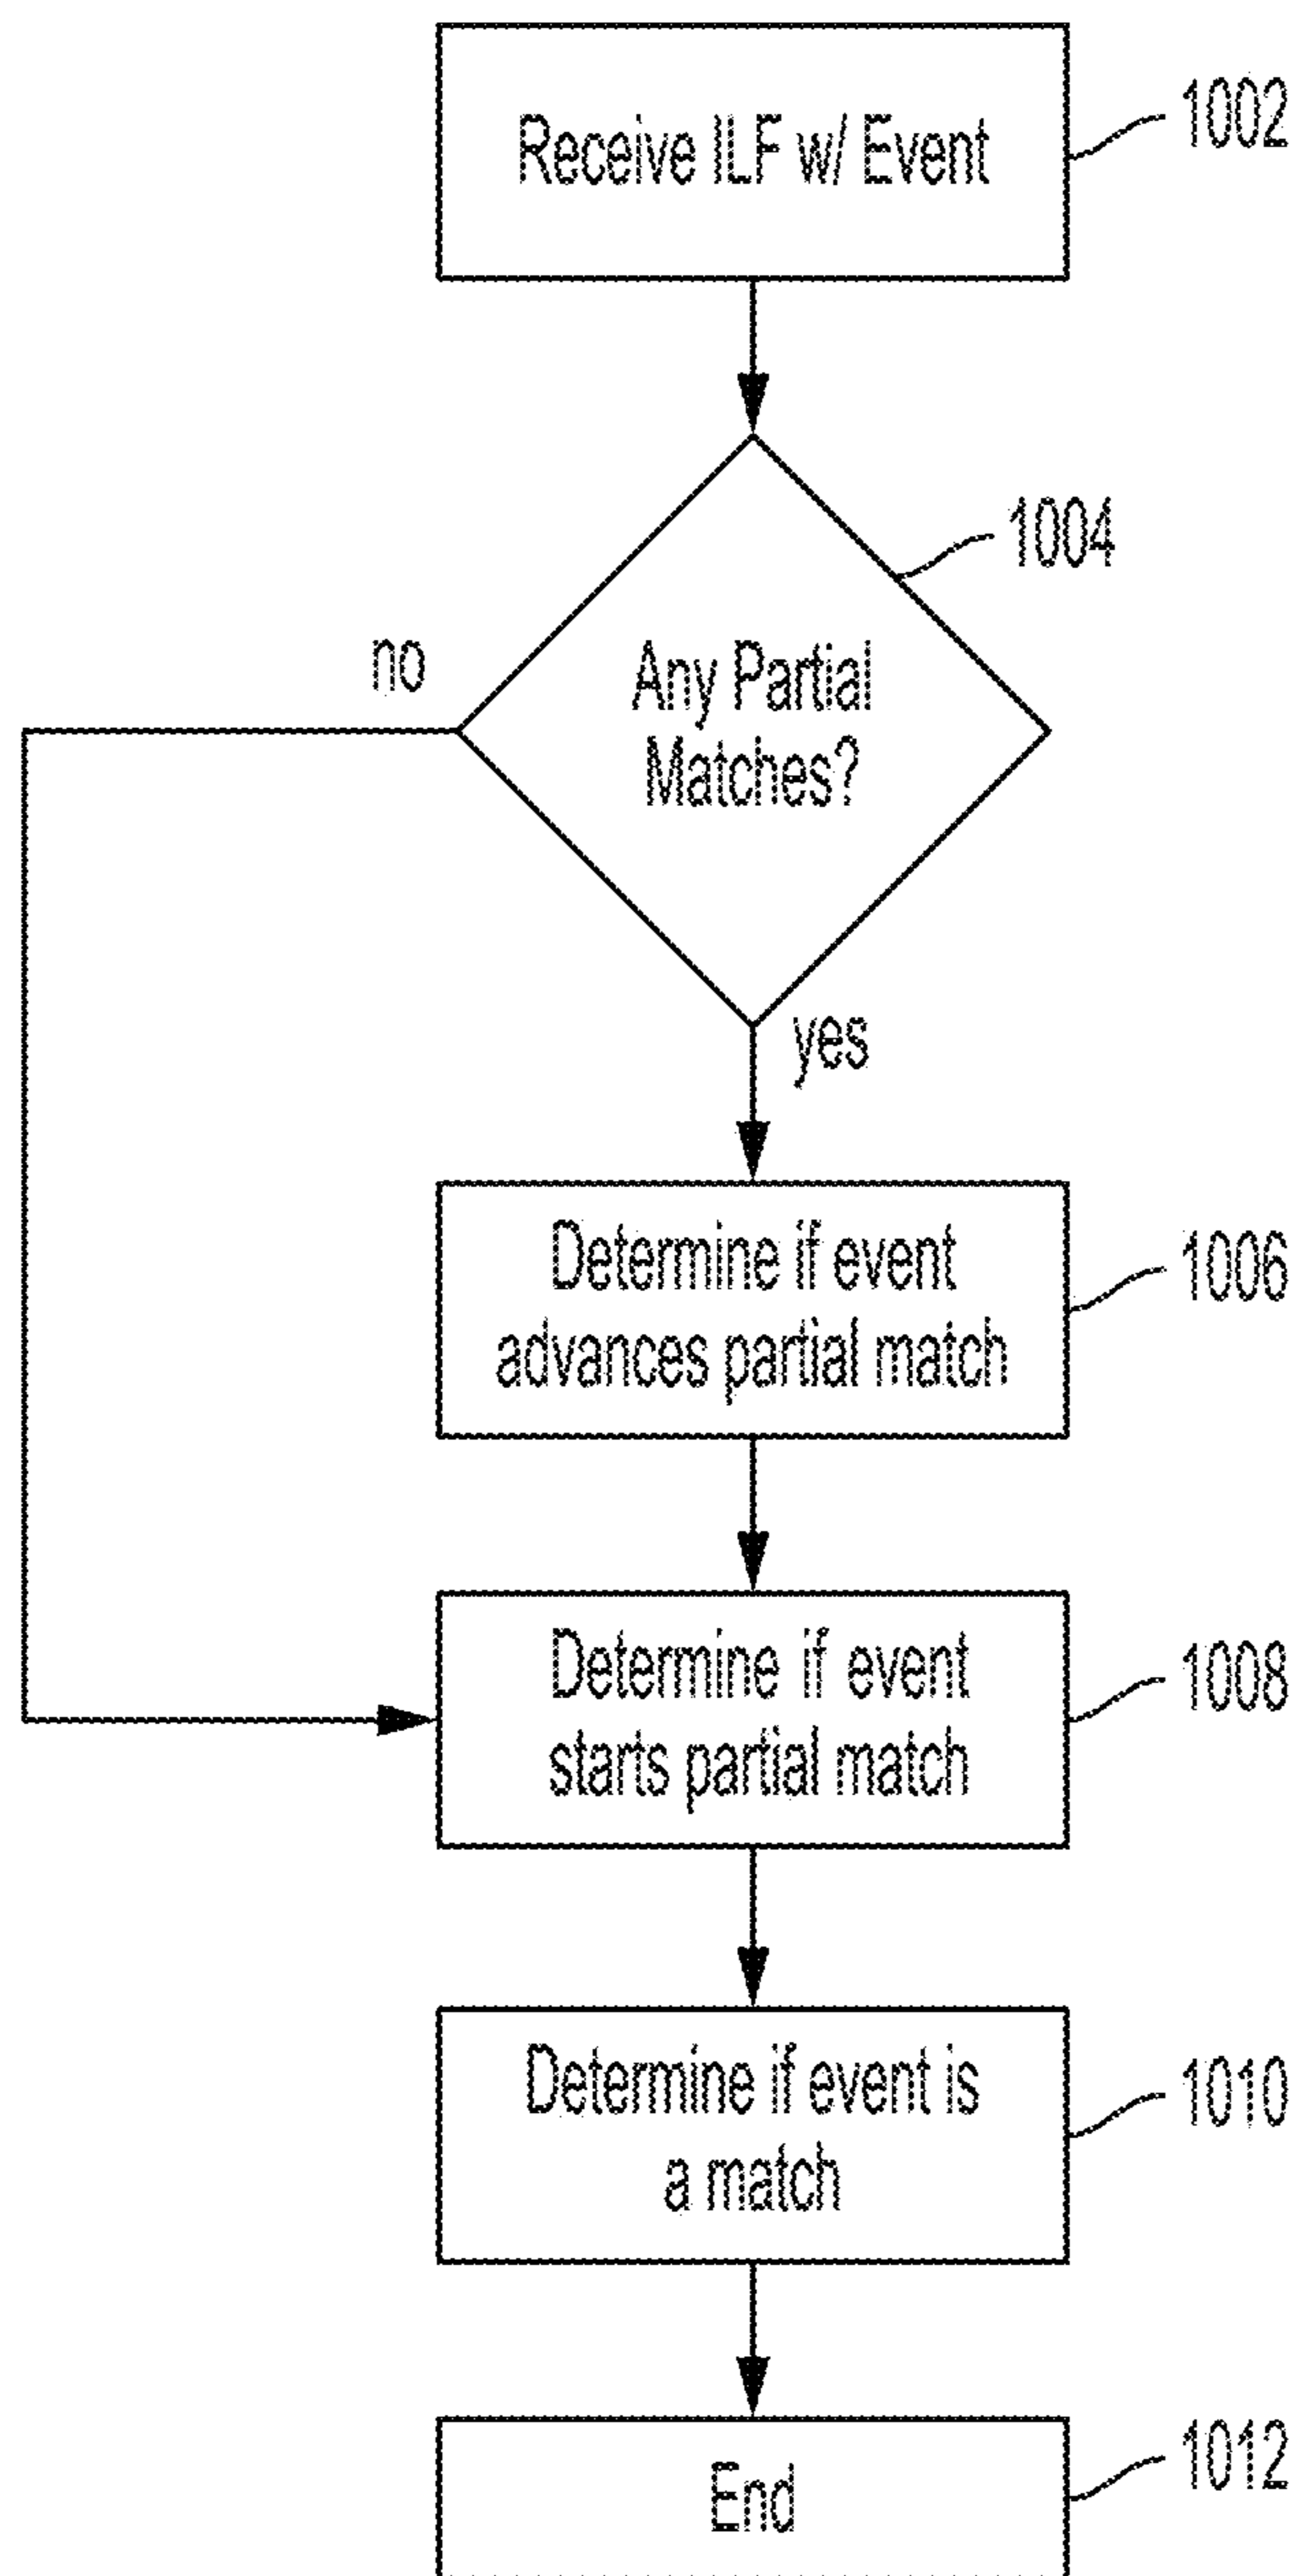 Receive ILF w/ Event
1002
1004
Any Partial
Matches?
no
yes
Determine if event
advances partial match
1006
Determine if event
starts partial match
1008
Determine if event is
a match
1010
End
1012